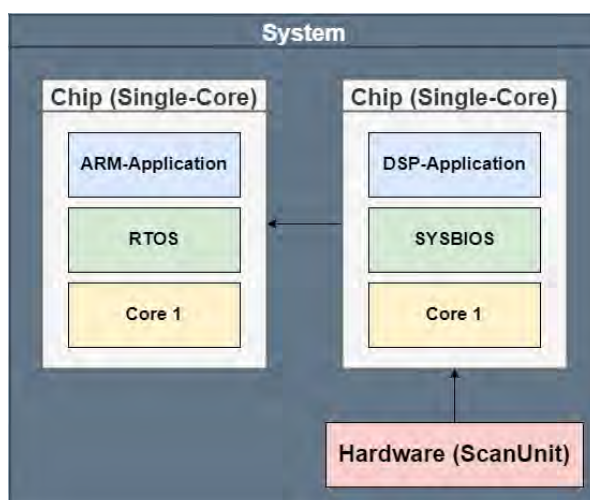 System
Chip (Single-Core)
ARM-Application
RTOS
Core 1
Chip (Single-Core)
DSP-Application
SYSBIOS
Core 1
Hardware (ScanUnit)